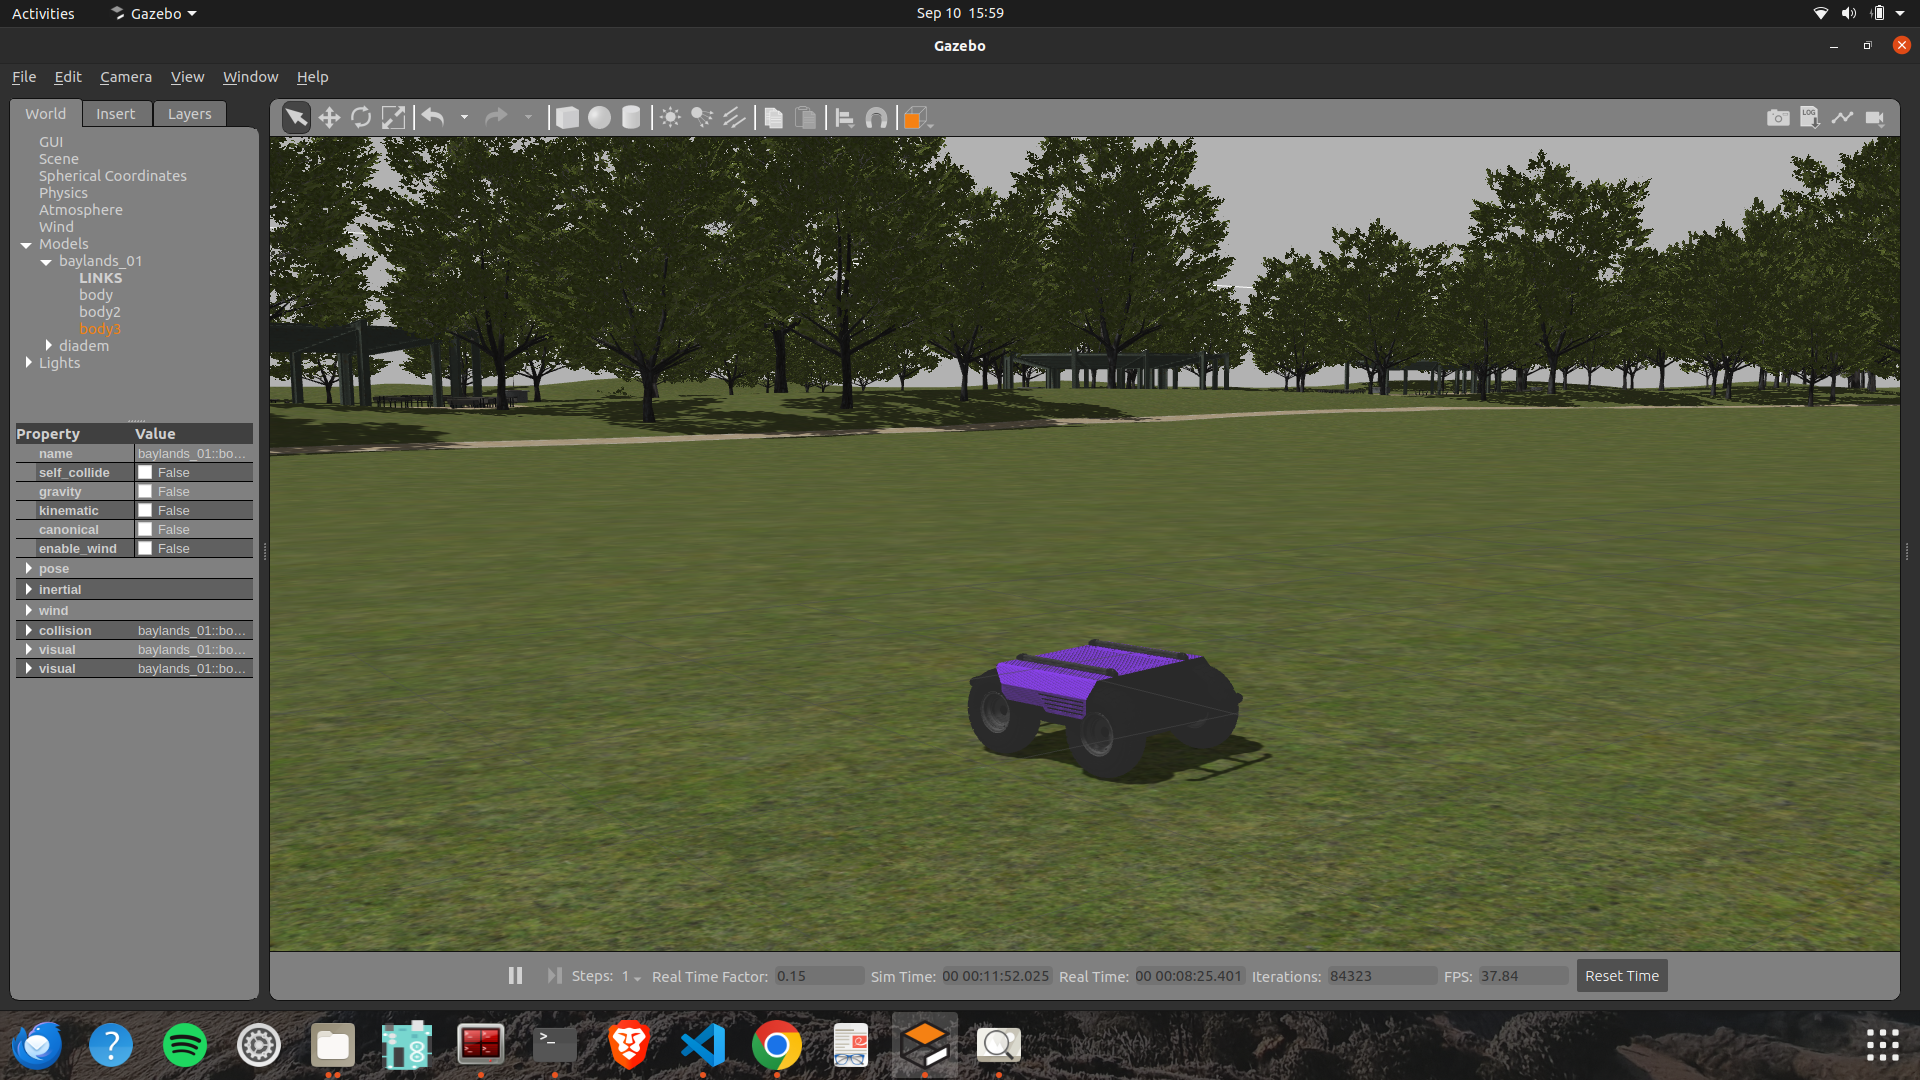 Activities Gazebo Sep 10 15:59
Gazebo
File Edit Camera View Window Help
World Insert Layers
LOG
GUI
Scene
Spherical Coordinates
Physics
Atmosphere
Wind
Models
baylands_01
LINKS
body
body2
body3
diadem
Lights
Property Value
name baylands_01::bo...
self_collide False
gravity False
kinematic False
canonical False
enable_wind False
pose
inertial
wind
collision baylands_01::bo...
visual baylands_01::bo...
visual baylands_01::bo...
Steps: 1 Real Time Factor: 0.15 Sim Time: 00 00:11:52.025 Real Time: 00 00:08:25.401 Iterations: 84323 FPS: 37.84 Reset Time
? 8 >_